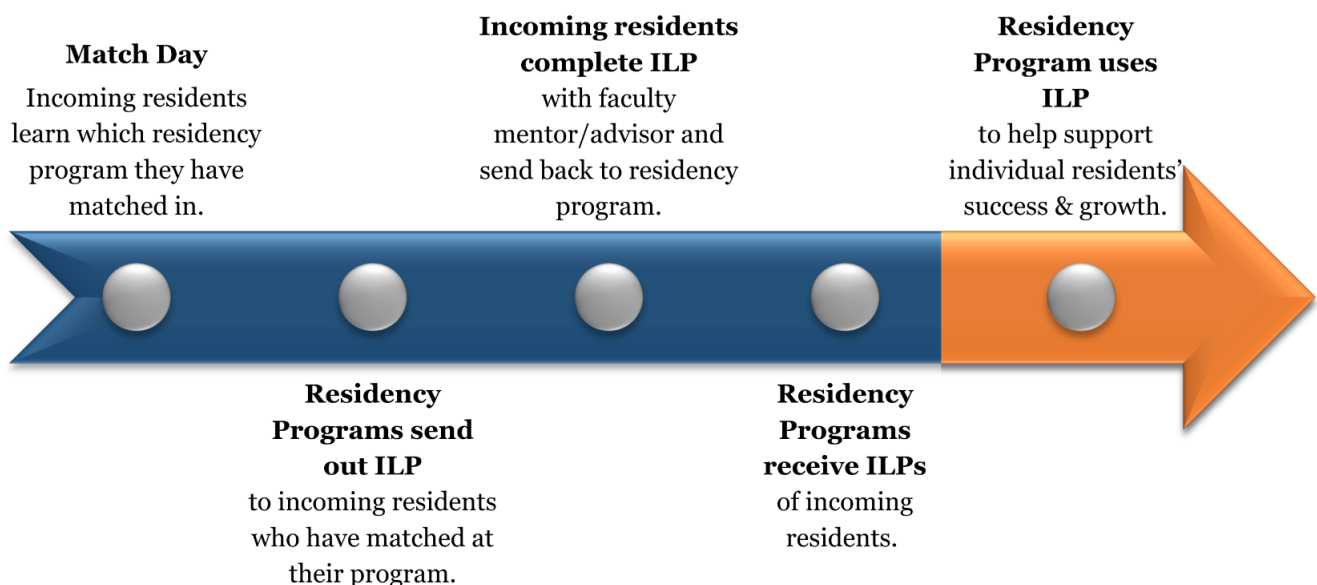 Match Day
Incoming residents
learn which residency
program they have
matched in.
Residency
Programs send
out ILP
to incoming residents
who have matched at
their program.
Incoming residents
complete ILP
with faculty
mentor/advisor and
send back to residency
program.
Residency
Programs
receive ILPs
of incoming
residents.
Residency
Program uses
ILP
to help support
individual residents’
success & growth.